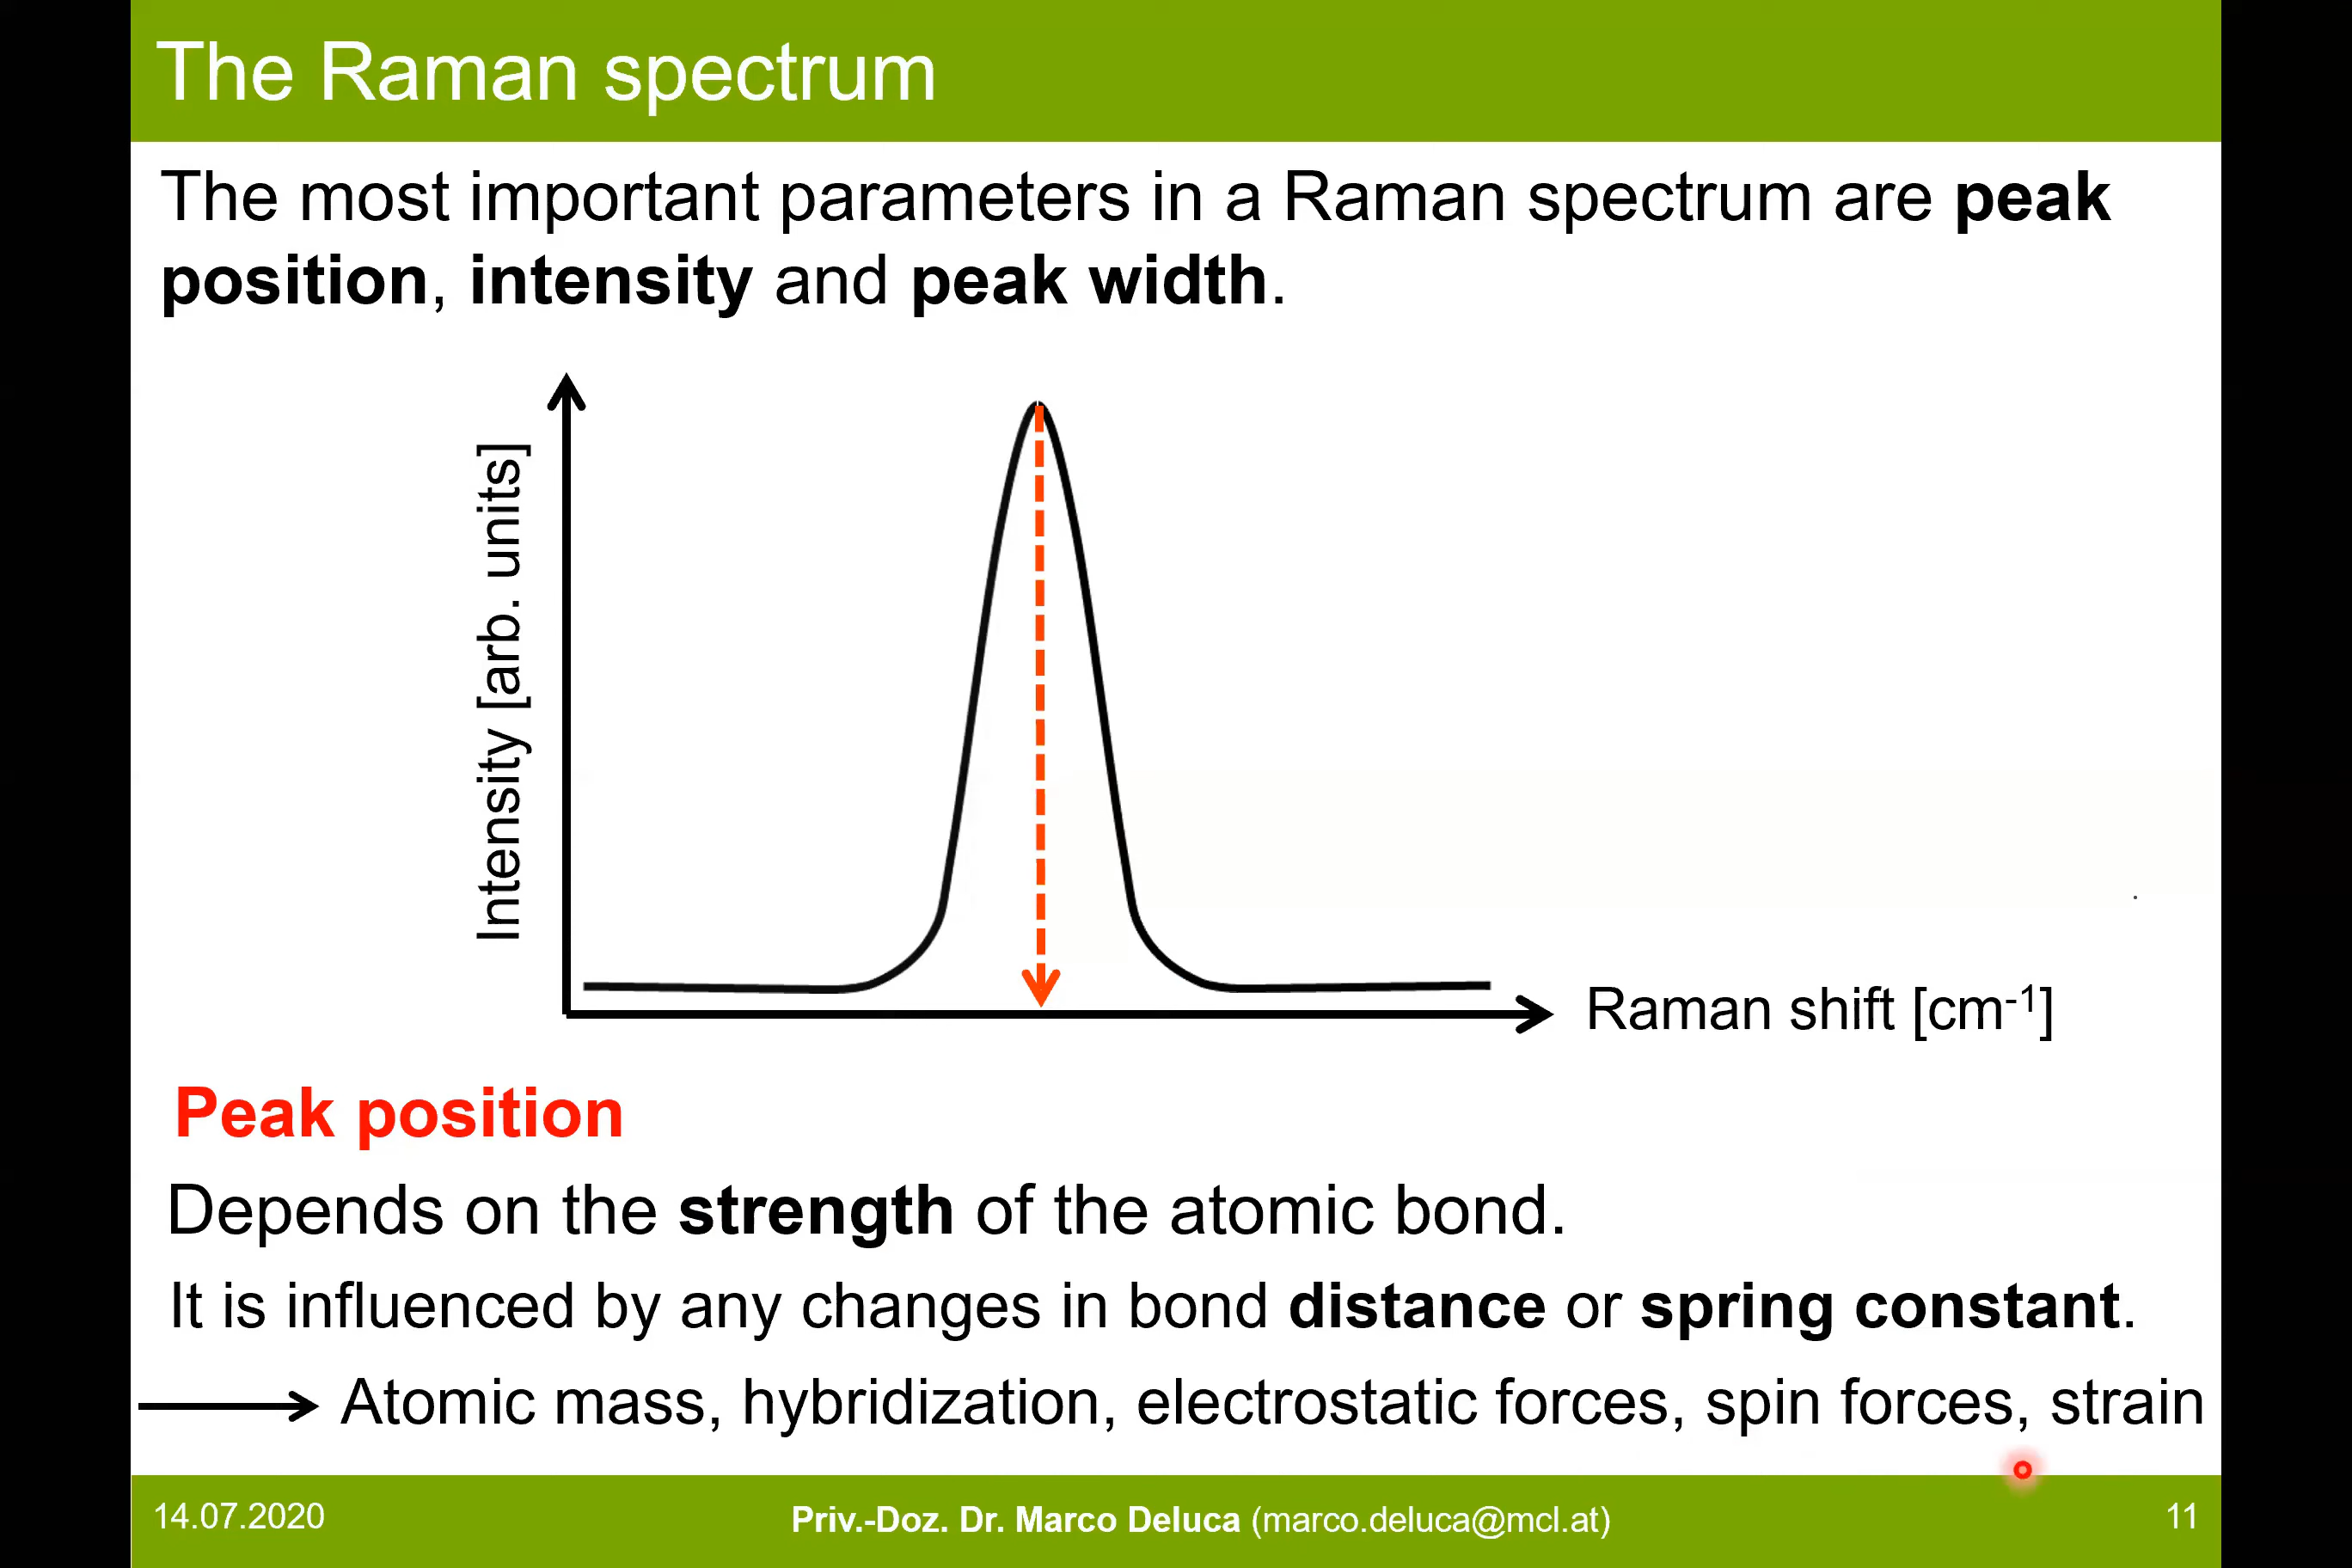 The Raman spectrum
The most important parameters in a Raman spectrum are peak
position, intensity and peak width.
Intensity [arb. units]
Raman shift [cm⁻¹]
Peak position
Depends on the strength of the atomic bond.
It is influenced by any changes in bond distance or spring constant.
Atomic mass, hybridization, electrostatic forces, spin forces, strain
14.07.2020
Priv.-Doz. Dr. Marco Deluca (marco.deluca@mcl.at)
11